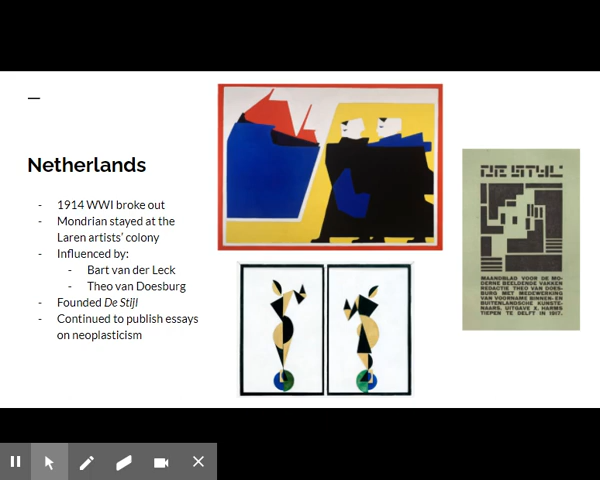 Netherlands
- 1914 WWI broke out
- Mondrian stayed at the
Laren artists' colony
- Influenced by:
- Bart van der Leck
- Theo van Doesburg
- Founded De Stijl
- Continued to publish essays
on neoplasticism
DE STYL
MAANDBLAD VOOR DE MO-
DERNE BEELDENDE VAKKEN
REDACTIE THEO VAN DOES-
BURG MET MEDEWERKING
VAN VOORNAME BINNEN- EN
BUITENLANDSCHE KUNSTE-
NAARS. UITGAVE X. HARMS
TIEPEN TE DELFT IN 1917.